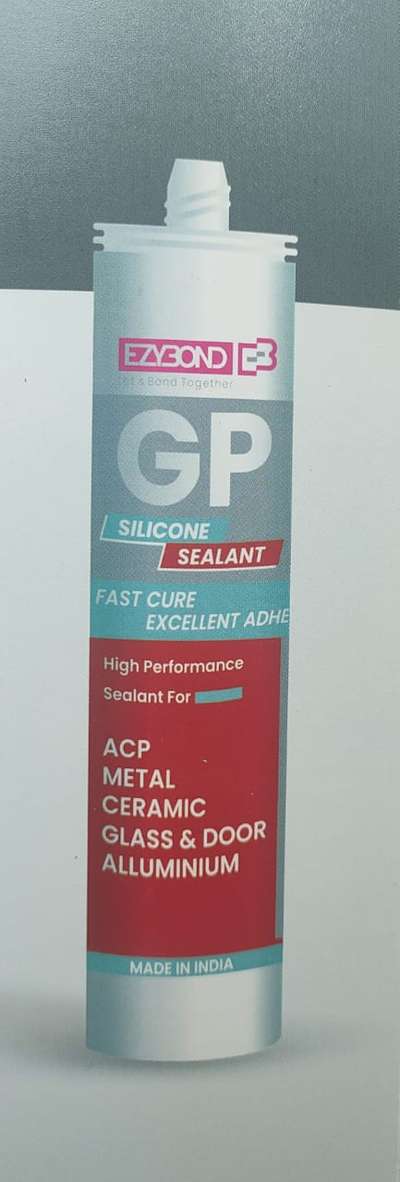 EZYBOND EB
& Bond Together
GP
SILICONE
SEALANT
FAST CURE
EXCELLENT ADHE
High Performance
Sealant For
ACP
METAL
CERAMIC
GLASS & DOOR
ALLUMINIUM
MADE IN INDIA